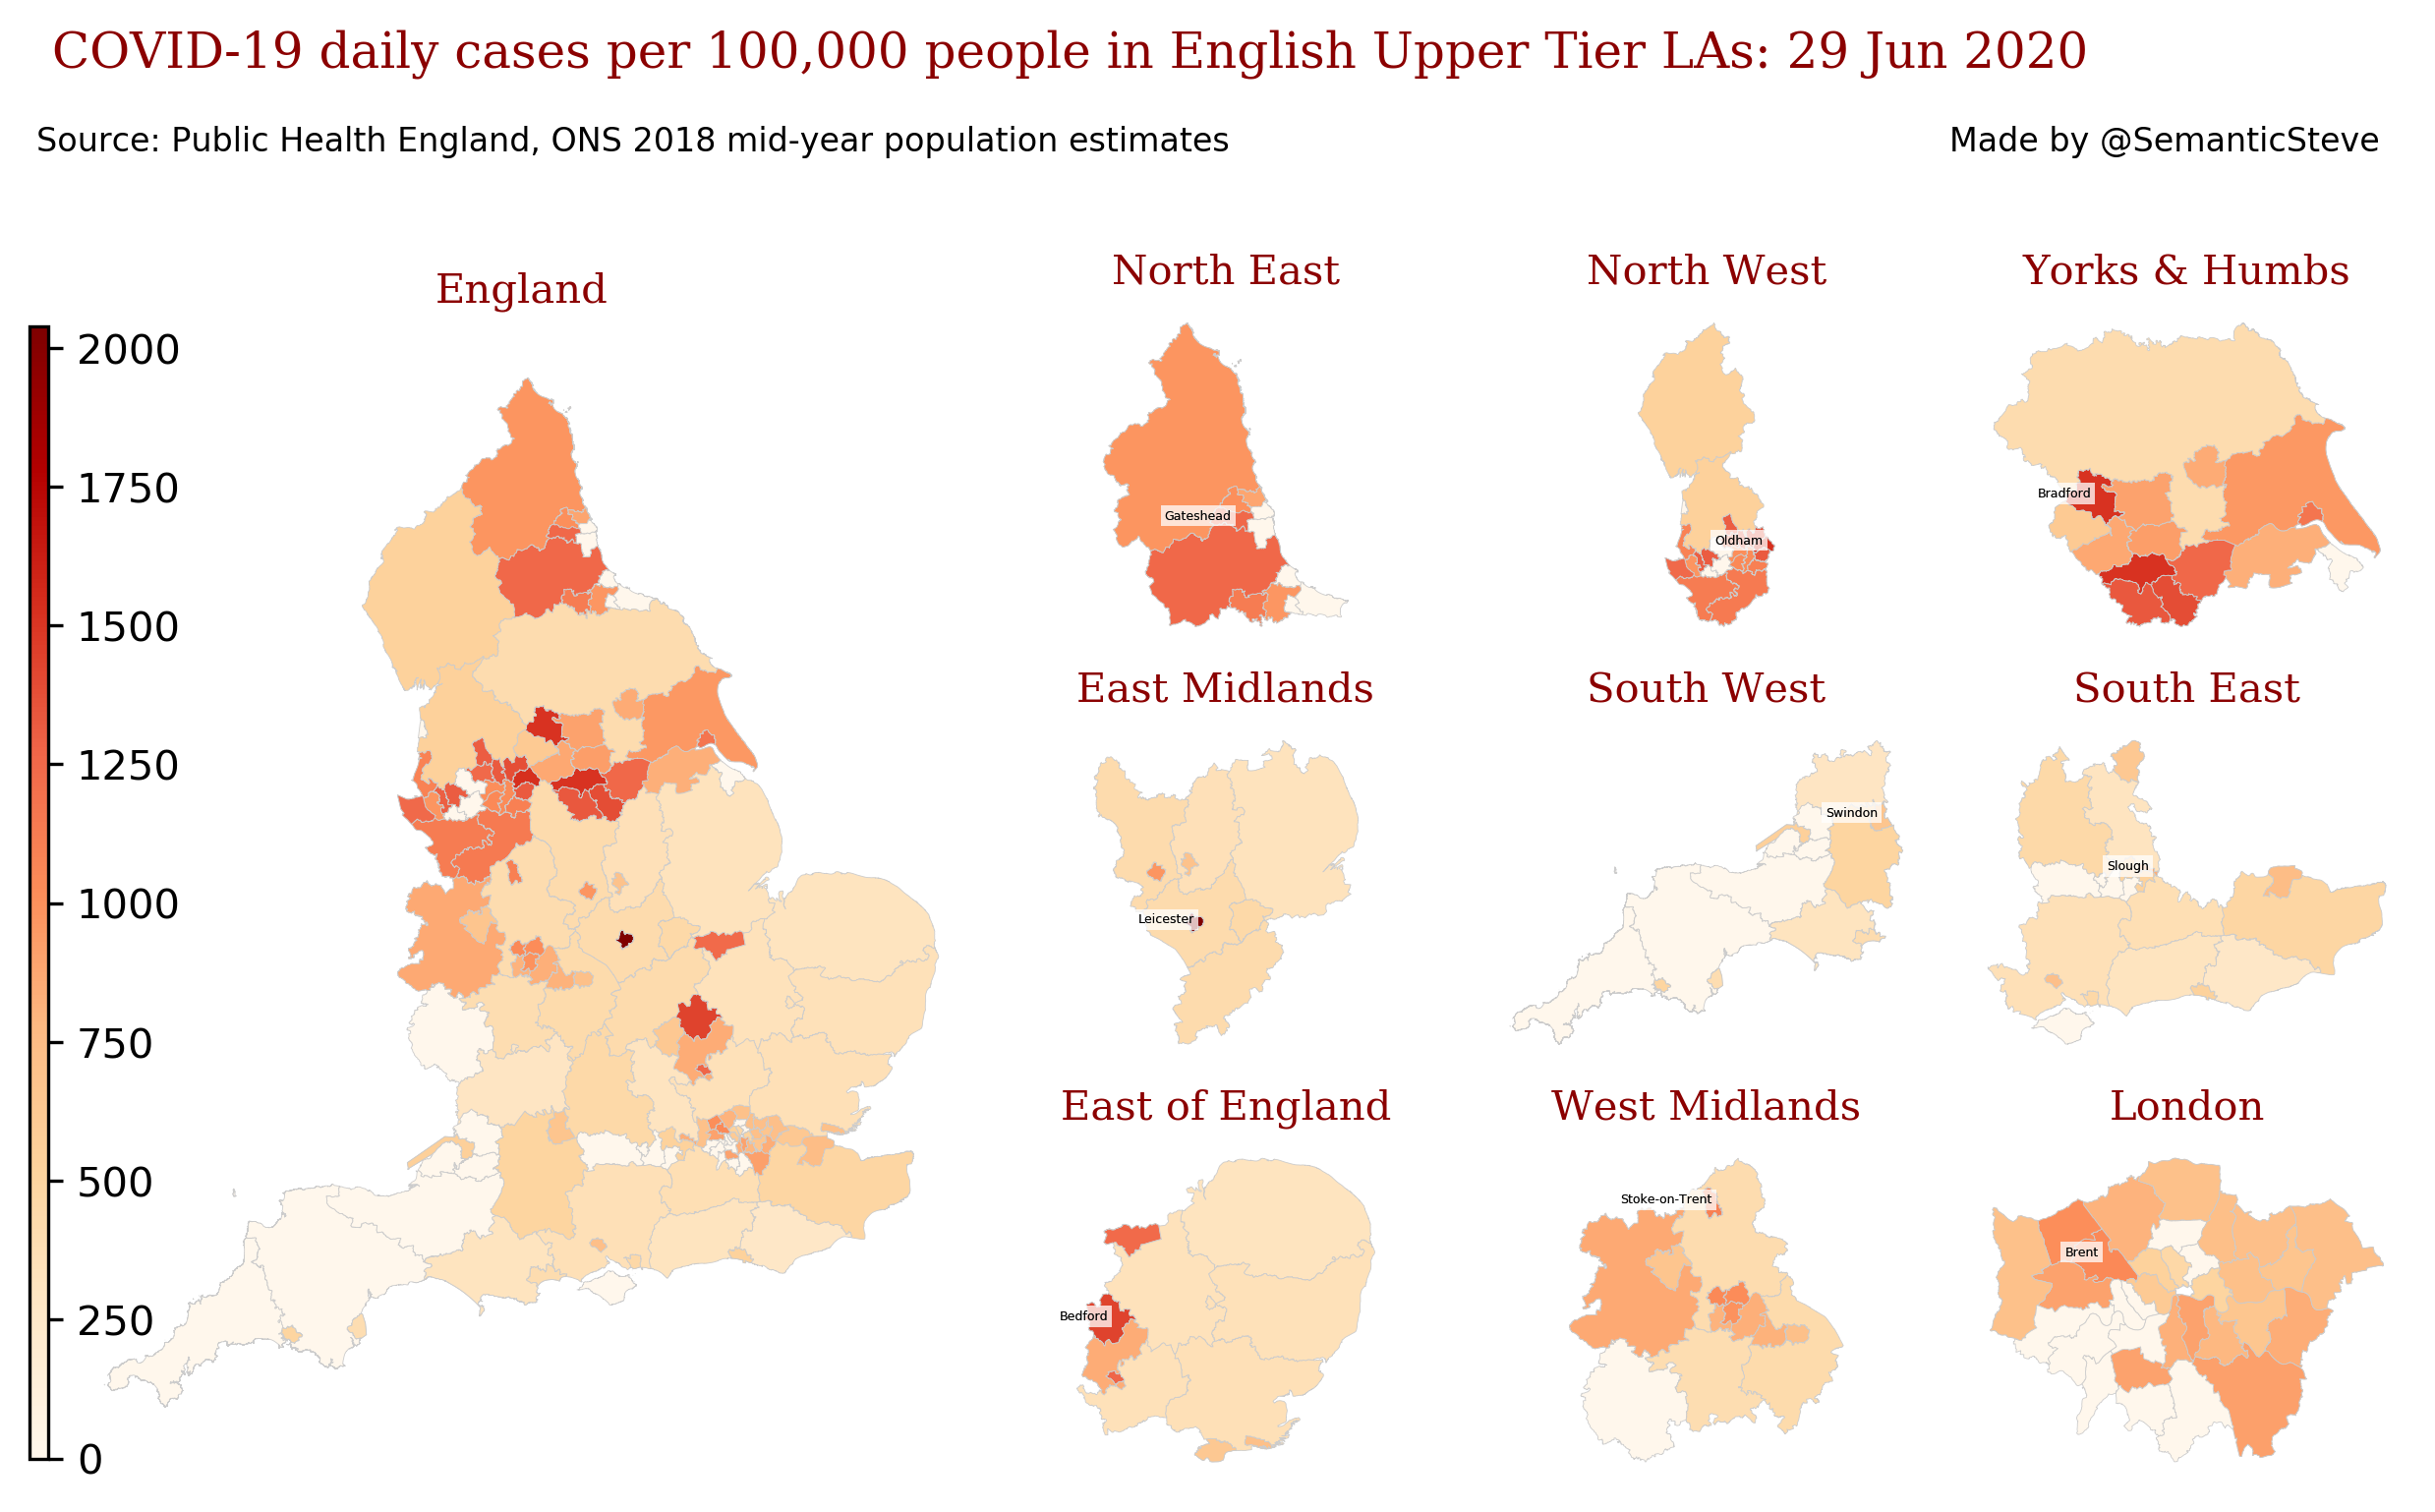 COVID-19 daily cases per 100,000 people in English Upper Tier LAs: 29 Jun 2020
Source: Public Health England, ONS 2018 mid-year population estimates
Made by @SemanticSteve
England
2000
1750
1500
1250
1000
750
500
250
0
North East
Gateshead
North West
Oldham
Yorks & Humbs
Bradford
East Midlands
Leicester
South West
Swindon
South East
Slough
East of England
Bedford
West Midlands
Stoke-on-Trent
London
Brent